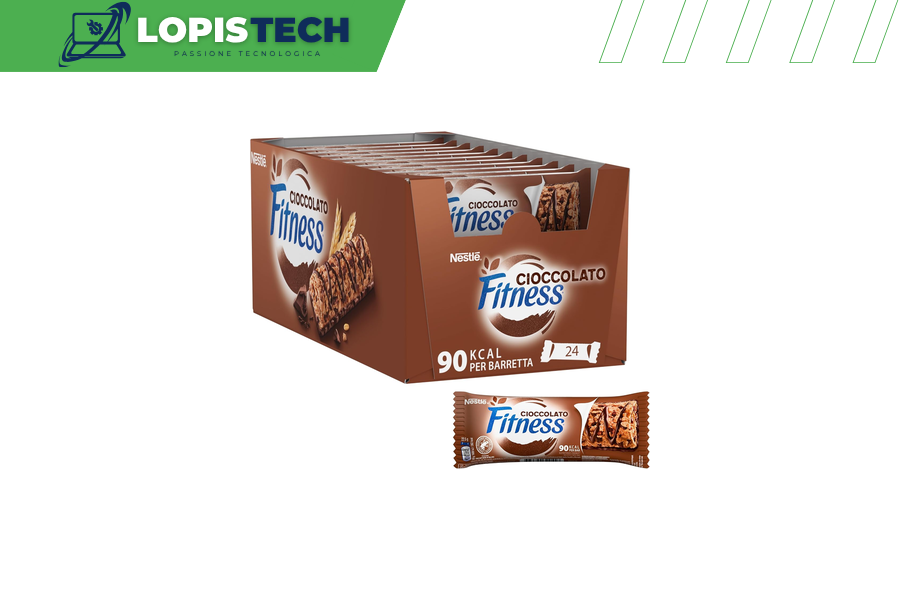 LOPISTECH
PASSIONE TECNOLOGICA
Nestlé
CIOCCOLATO
Fitness
CIOCCOLATO
Fitness
Nestlé
CIOCCOLATO
Fitness
90 KCAL
PER BARRETTA
24
Nestlé
CIOCCOLATO
Fitness
90 KCAL